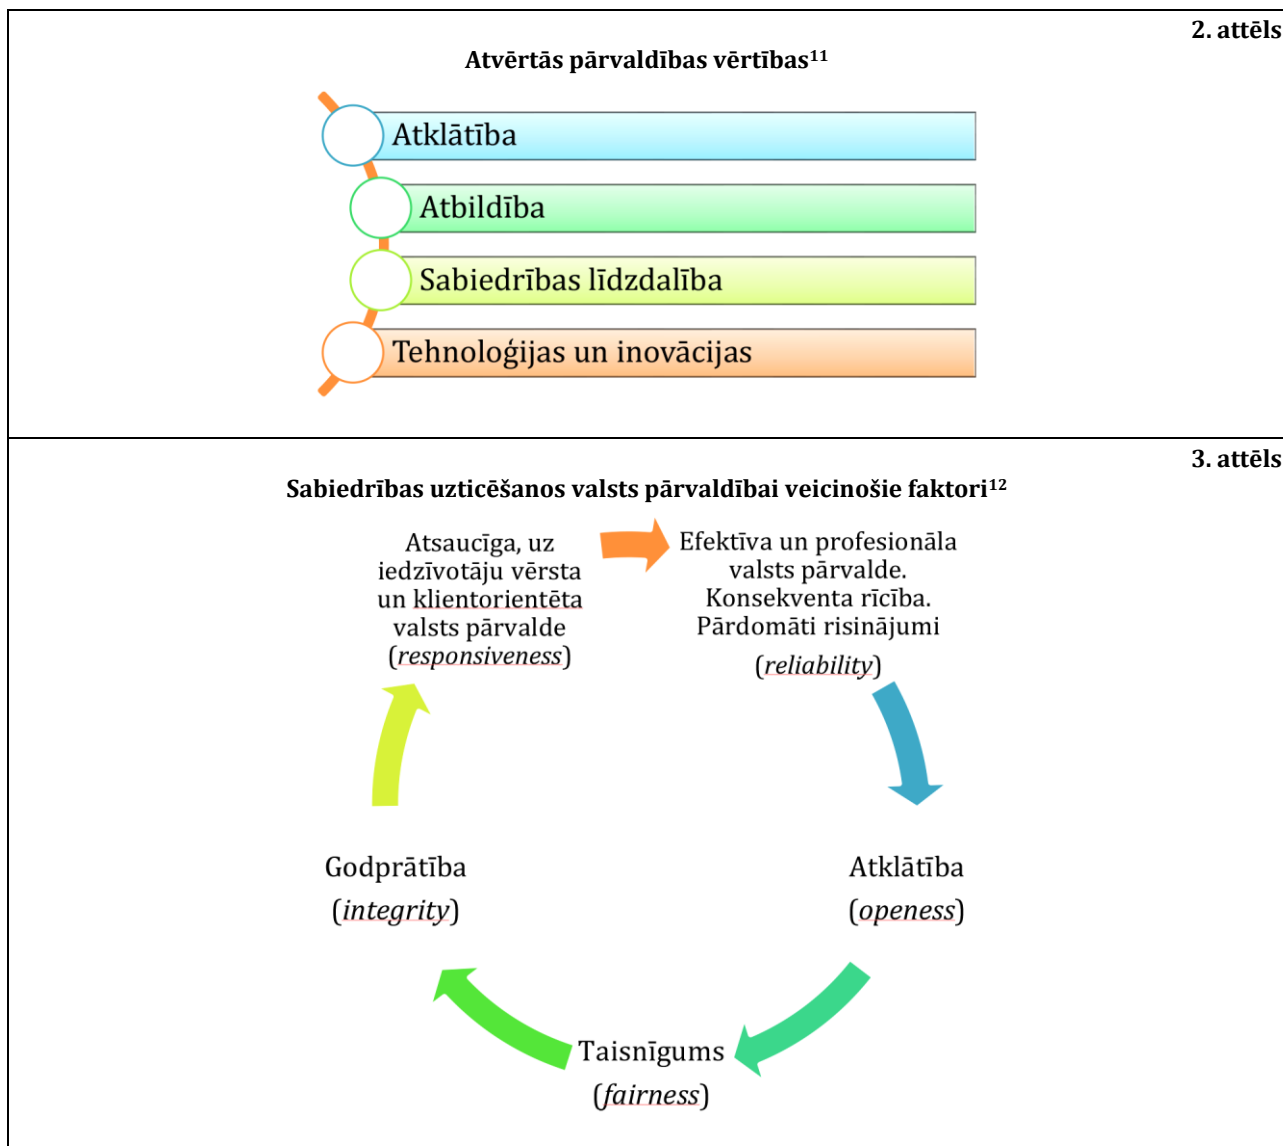 2. attēls
Atvērtās pārvaldības vērtības¹¹
Atklātība
Atbildība
Sabiedrības līdzdalība
Tehnoloģijas un inovācijas
3. attēls
Sabiedrības uzticēšanos valsts pārvaldībai veicinošie faktori¹²
Atsaucīga, uz
iedzīvotāju vērsta
un klientorientēta
valsts pārvalde
(responsiveness)
Efektīva un profesionāla
valsts pārvalde.
Konsekventa rīcība.
Pārdomāti risinājumi
(reliability)
Atklātība
(openess)
Taisnīgums
(fairness)
Godprātība
(integrity)